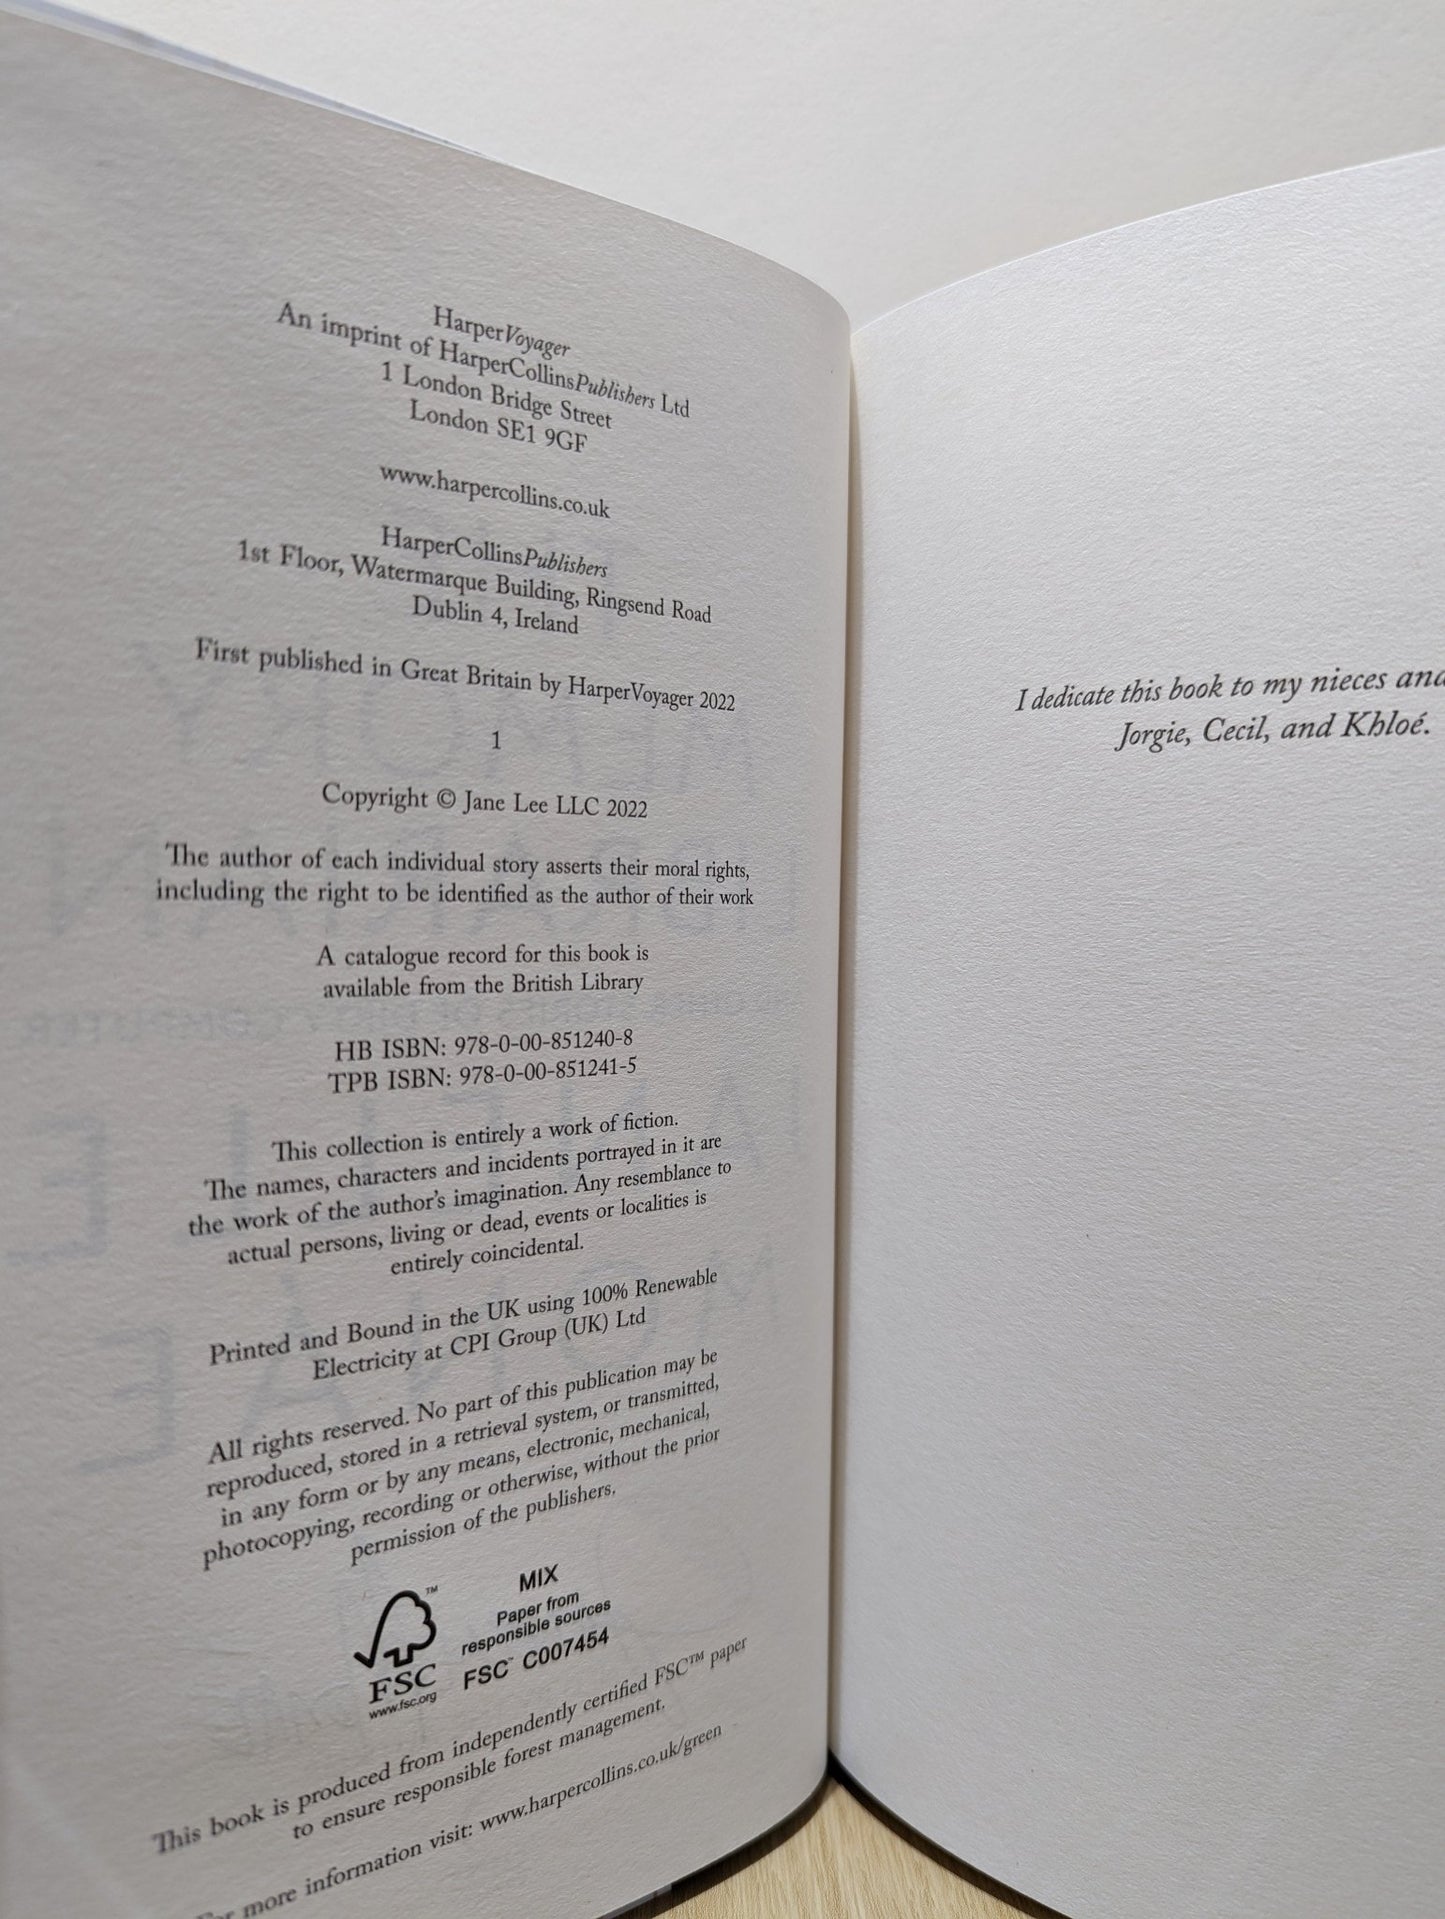 HarperVoyager
An imprint of HarperCollinsPublishers Ltd
1 London Bridge Street
London SE1 9GF
www.harpercollins.co.uk
HarperCollinsPublishers
1st Floor, Watermarque Building, Ringsend Road
Dublin 4, Ireland
First published in Great Britain by HarperVoyager 2022
1
Copyright © Jane Lee LLC 2022
The author of each individual story asserts their moral rights,
including the right to be identified as the author of their work
A catalogue record for this book is
available from the British Library
HB ISBN: 978-0-00-851240-8
TPB ISBN: 978-0-00-851241-5
This collection is entirely a work of fiction.
The names, characters and incidents portrayed in it are
the work of the author's imagination. Any resemblance to
actual persons, living or dead, events or localities is
entirely coincidental.
Printed and Bound in the UK using 100% Renewable
Electricity at CPI Group (UK) Ltd
All rights reserved. No part of this publication may be
reproduced, stored in a retrieval system, or transmitted,
in any form or by any means, electronic, mechanical,
photocopying, recording or otherwise, without the prior
permission of the publishers.
FSC™
www.fsc.org
MIX
Paper from
responsible sources
FSC™ C007454
This book is produced from independently certified FSC™ paper
to ensure responsible forest management.
For more information visit: www.harpercollins.co.uk/green
I dedicate this book to my nieces and
Jorgie, Cecil, and Khloé.